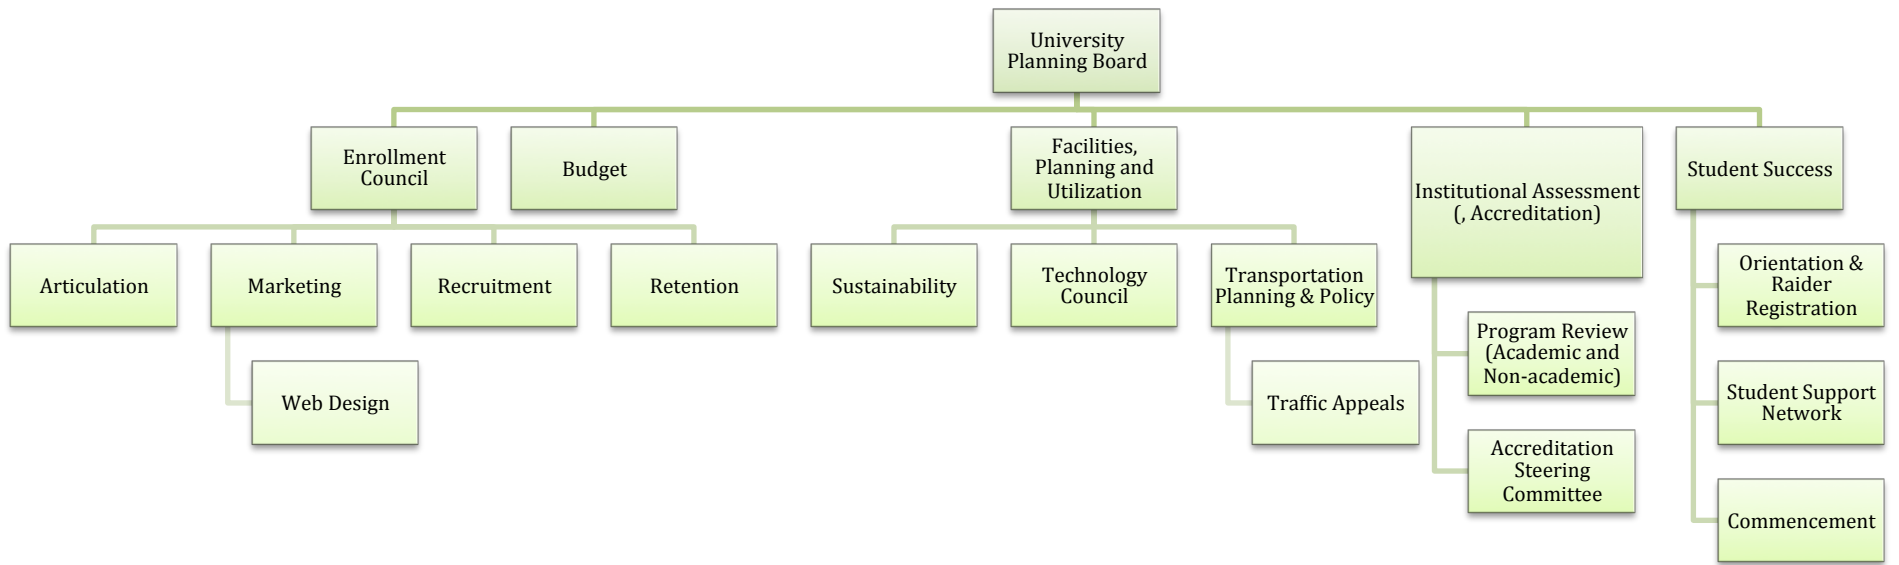 University
Planning Board
Enrollment
Council
Budget
Facilities,
Planning and
Utilization
Institutional Assessment
(, Accreditation)
Student Success
Articulation
Marketing
Recruitment
Retention
Sustainability
Technology
Council
Transportation
Planning & Policy
Orientation &
Raider
Registration
Web Design
Traffic Appeals
Program Review
(Academic and
Non-academic)
Student Support
Network
Accreditation
Steering
Committee
Commencement